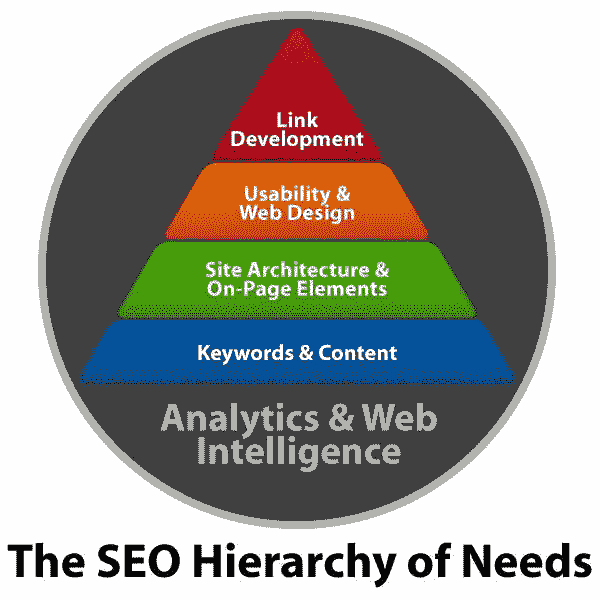 Link
Development
Usability &
Web Design
Site Architecture &
On-Page Elements
Keywords & Content
Analytics & Web
Intelligence
The SEO Hierarchy of Needs